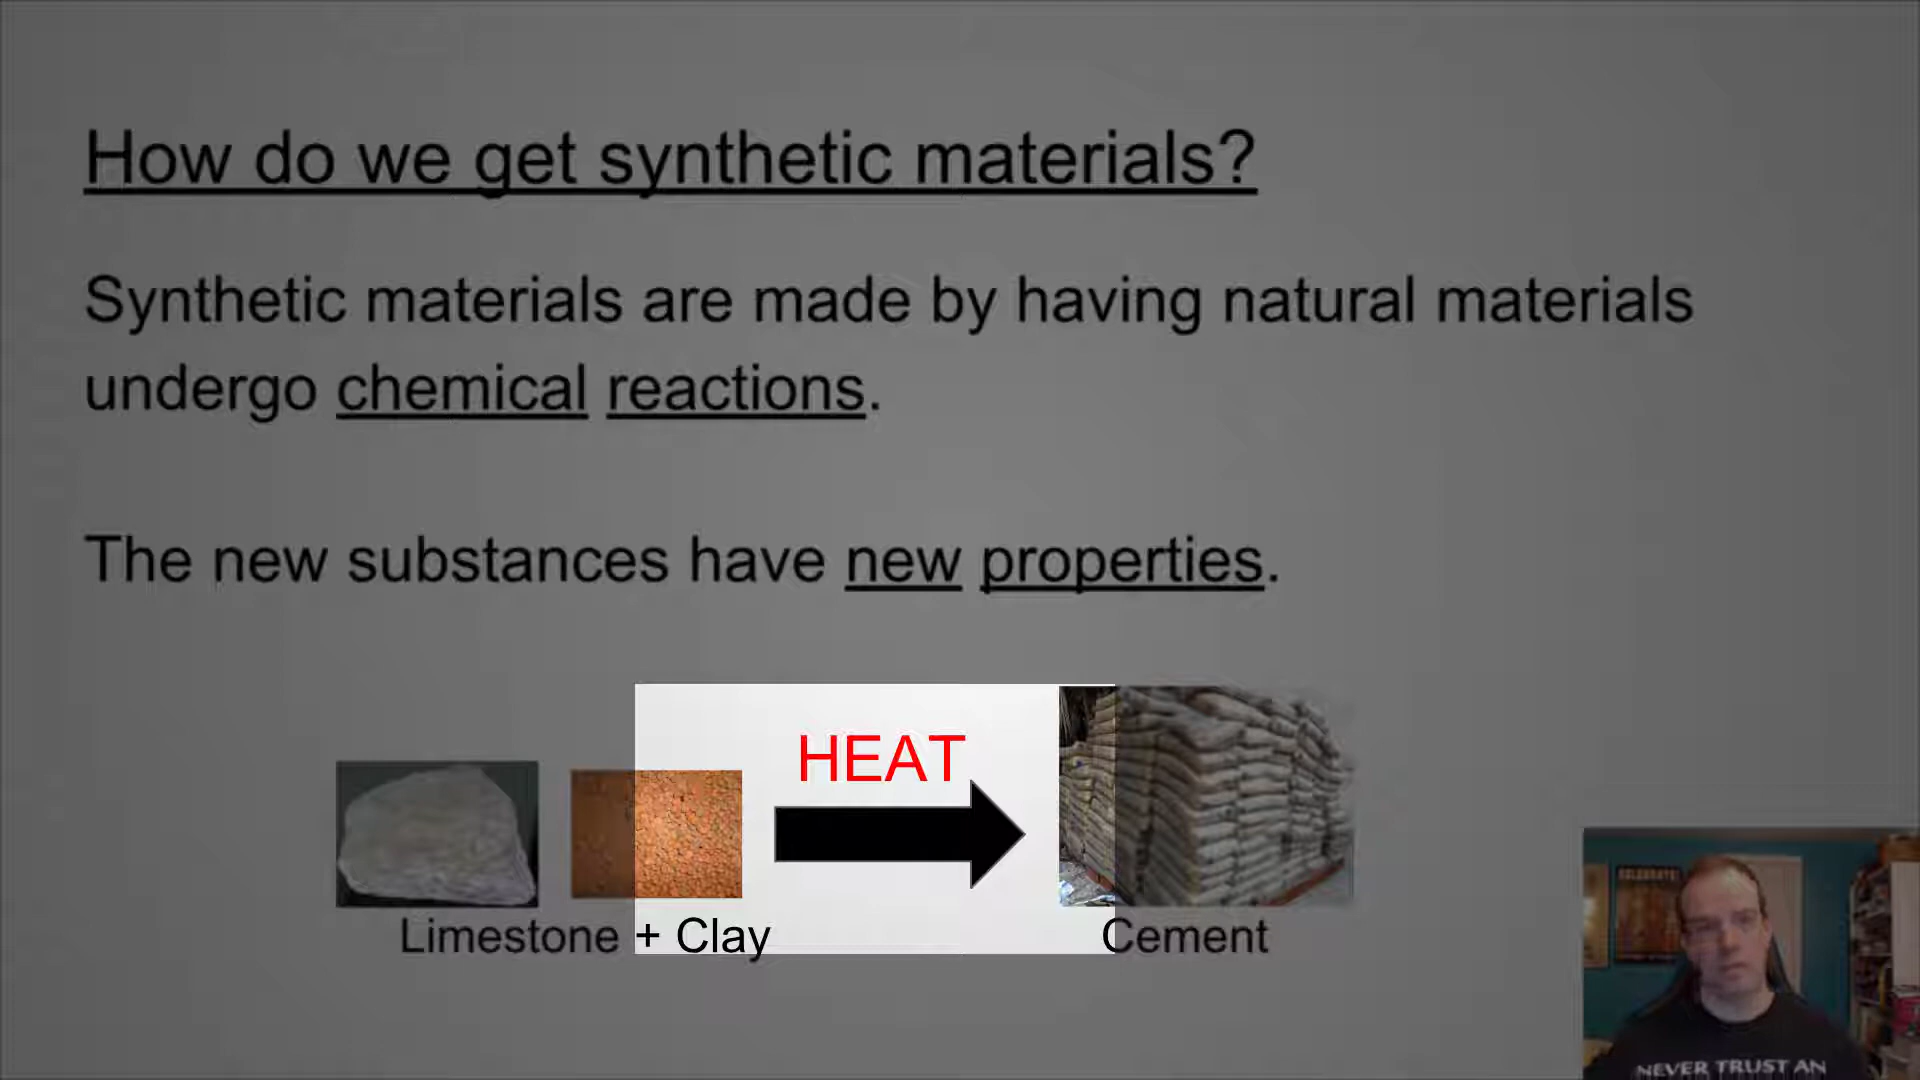 How do we get synthetic materials?
Synthetic materials are made by having natural materials
undergo chemical reactions.
The new substances have new properties.
HEAT
Limestone + Clay
Cement
CELEBRATE!
NEVER TRUST AN